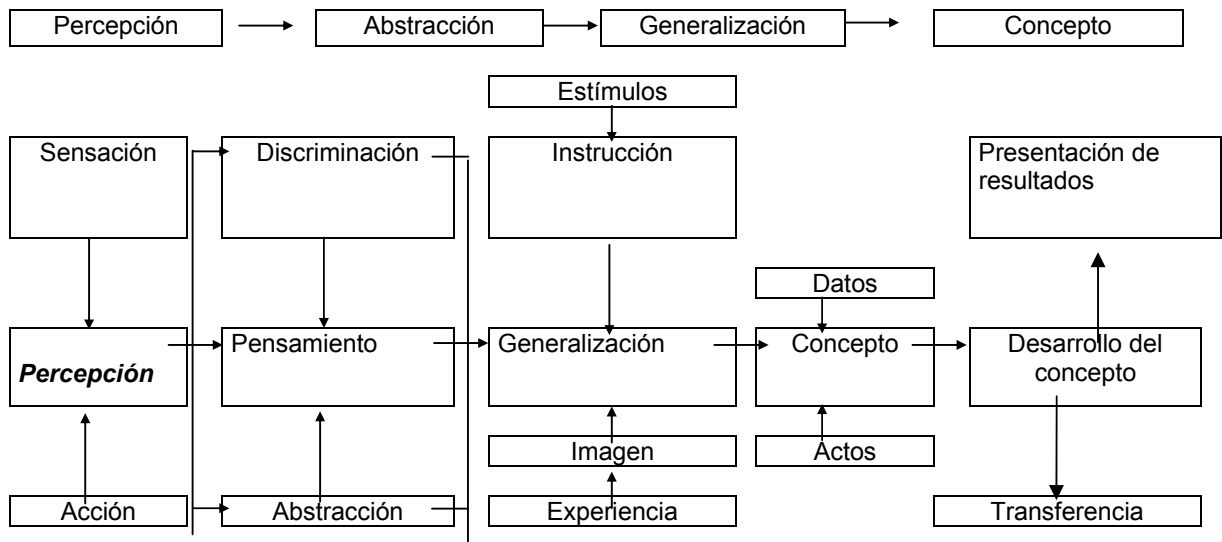 Percepción
Abstracción
Generalización
Concepto
Estímulos
Sensación
Discriminación
Instrucción
Presentación de
resultados
Datos
Percepción
Pensamiento
Generalización
Concepto
Desarrollo del
concepto
Imagen
Actos
Acción
Abstracción
Experiencia
Transferencia